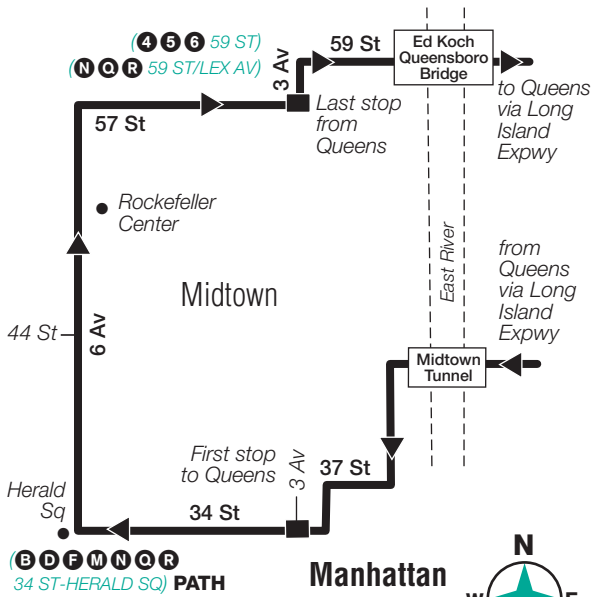 (4 5 6 59 ST)
(N Q R 59 ST/LEX AV)
3 Av
59 St
Ed Koch
Queensboro
Bridge
to Queens
via Long
Island
Expwy
57 St
Last stop
from
Queens
Rockefeller
Center
Midtown
East River
from
Queens
via Long
Island
Expwy
44 St
6 Av
Midtown
Tunnel
First stop
to Queens
3 Av
37 St
Herald
Sq
34 St
(B D F M N Q R
34 ST-HERALD SQ) PATH
Manhattan
N
W
E